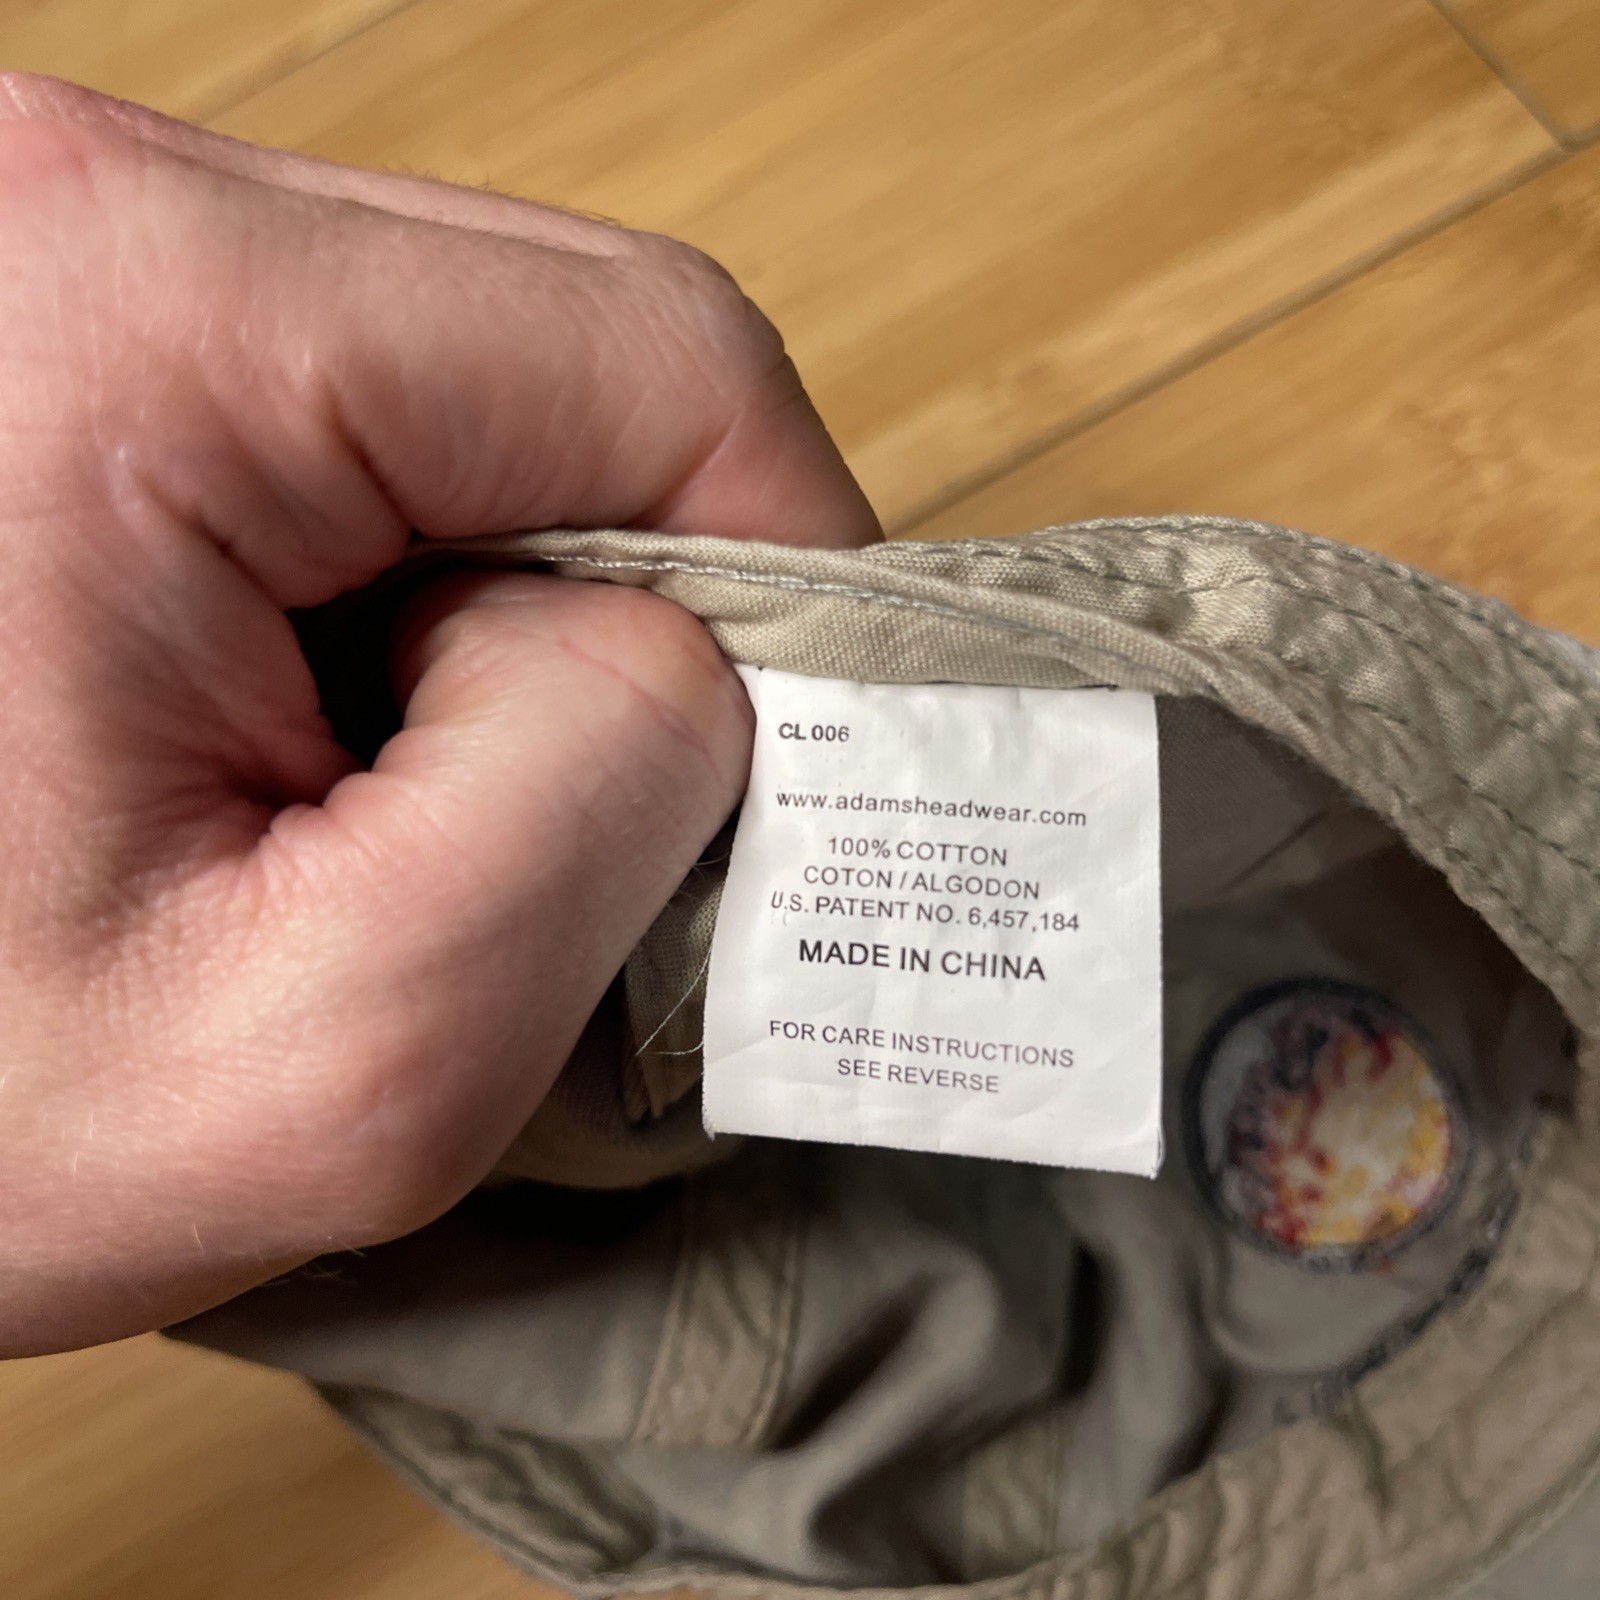 CL 006
www.adamsheadwear.com
100% COTTON
COTON / ALGODON
U.S. PATENT NO. 6,457,184
MADE IN CHINA
FOR CARE INSTRUCTIONS
SEE REVERSE